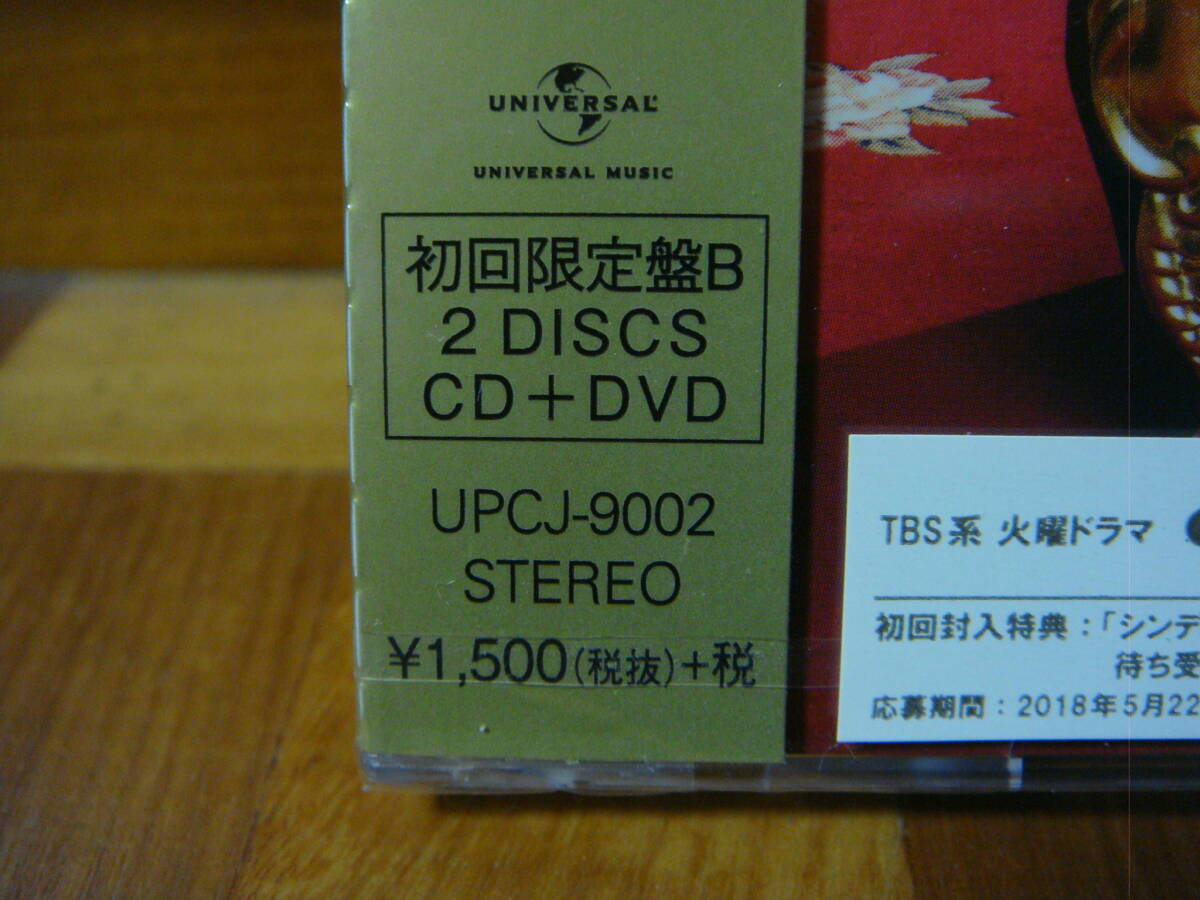 UNIVERSAL
UNIVERSAL MUSIC
初回限定盤B
2 DISCS
CD+DVD
UPCJ-9002
STEREO
¥1,500(税抜)+税
TBS系 火曜ドラマ
初回封入特典:「シンデ
待ち受
応募期間:2018年5月22